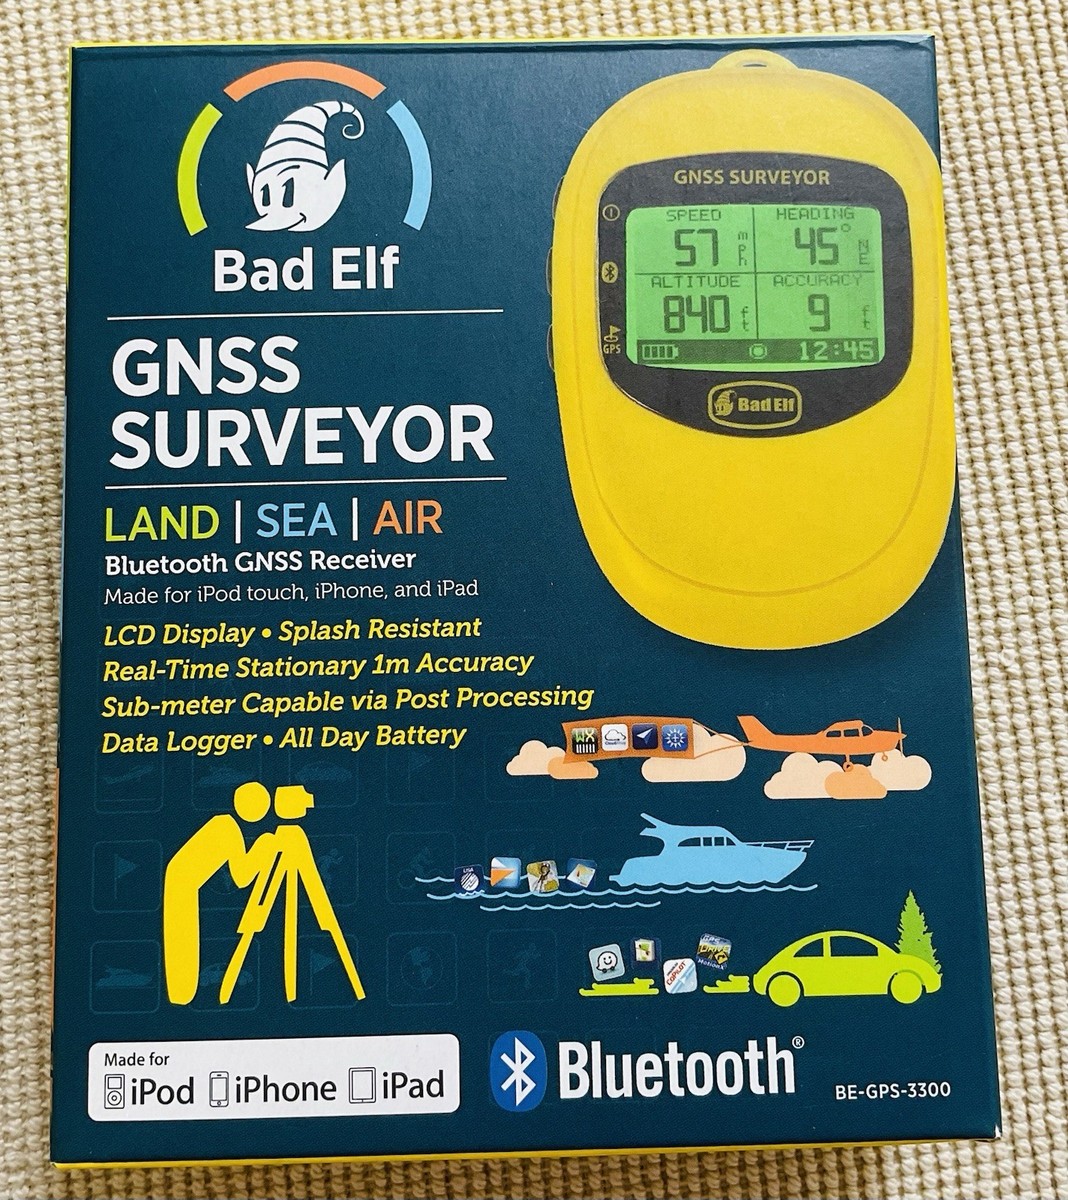 Bad Elf
GNSS
SURVEYOR
LAND | SEA | AIR
Bluetooth GNSS Receiver
Made for iPod touch, iPhone, and iPad
LCD Display • Splash Resistant
Real-Time Stationary 1m Accuracy
Sub-meter Capable via Post Processing
Data Logger • All Day Battery
GNSS SURVEYOR
SPEED HEADING
57 mph 45° NE
ALTITUDE ACCURACY
840 ft 9 ft
GPS
12:45
Bad Elf
WX
Made for
iPod iPhone iPad
Bluetooth®
BE-GPS-3300